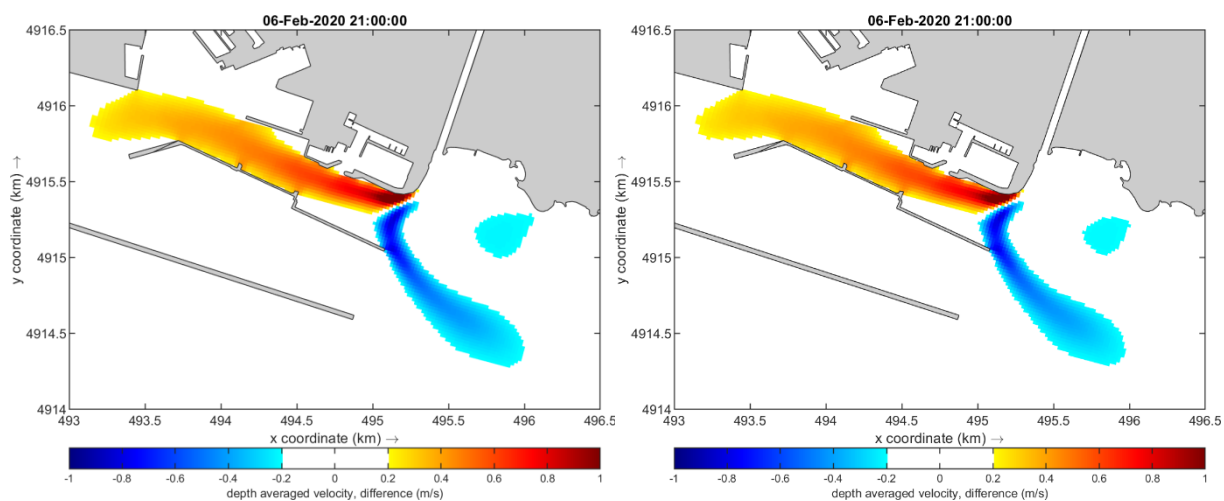 06-Feb-2020 21:00:00
4916.5
4916
4915.5
4915
4914.5
4914
y coordinate (km) →
493 493.5 494 494.5 495 495.5 496 496.5
x coordinate (km) →
-1 -0.8 -0.6 -0.4 -0.2 0 0.2 0.4 0.6 0.8 1
depth averaged velocity, difference (m/s)
06-Feb-2020 21:00:00
4916.5
4916
4915.5
4915
4914.5
4914
y coordinate (km) →
493 493.5 494 494.5 495 495.5 496 496.5
x coordinate (km) →
-1 -0.8 -0.6 -0.4 -0.2 0 0.2 0.4 0.6 0.8 1
depth averaged velocity, difference (m/s)